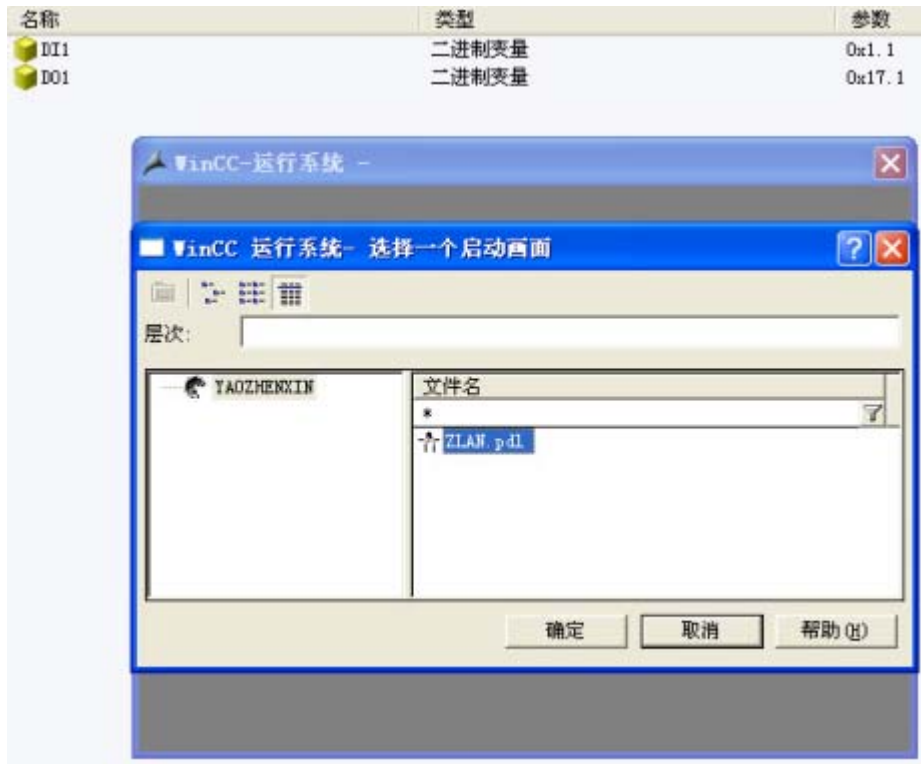 名称 类型 参数
DI1 二进制变量 0x1.1
DO1 二进制变量 0x17.1
WinCC-运行系统 -
WinCC 运行系统- 选择一个启动画面
层次:
YAOZHENXIN 文件名
*
ZLAN.pdl
确定 取消 帮助(H)